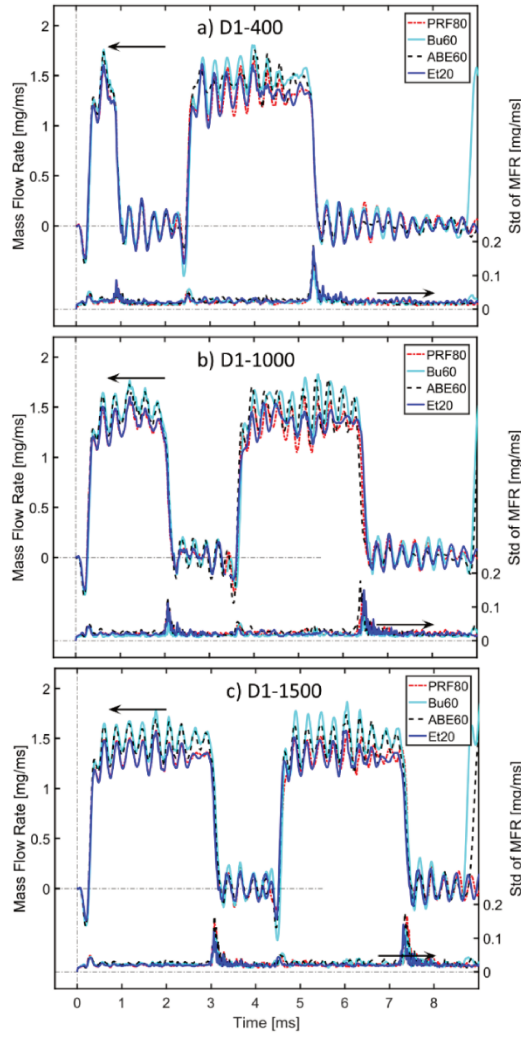 a) D1-400
PRF80
Bu60
ABE60
Et20
Mass Flow Rate [mg/ms]
2
1.5
1
0.5
0
Std of MFR [mg/ms]
0.2
0.1
0
b) D1-1000
PRF80
Bu60
ABE60
Et20
Mass Flow Rate [mg/ms]
2
1.5
1
0.5
0
Std of MFR [mg/ms]
0.2
0.1
0
c) D1-1500
PRF80
Bu60
ABE60
Et20
Mass Flow Rate [mg/ms]
2
1.5
1
0.5
0
Std of MFR [mg/ms]
0.2
0.1
0
0 1 2 3 4 5 6 7 8
Time [ms]